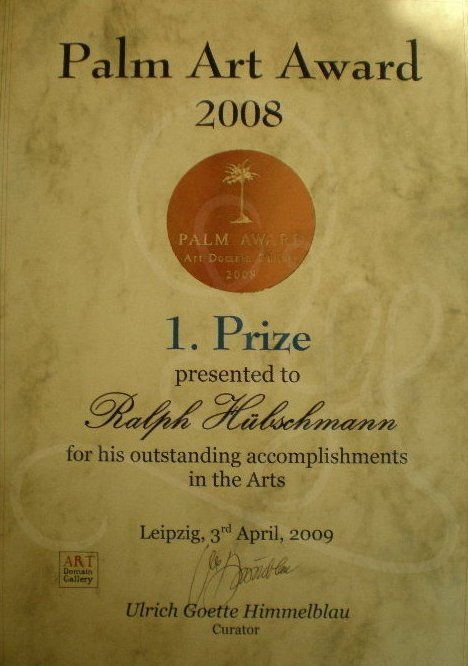 Palm Art Award
2008
PALM AWARD
Art Domain Gallery
1. Prize
presented to
Ralph Hübschmann
for his outstanding accomplishments
in the Arts
Leipzig, 3rd April, 2009
ART
Domain
Gallery
Ulrich Goette Himmelblau
Curator